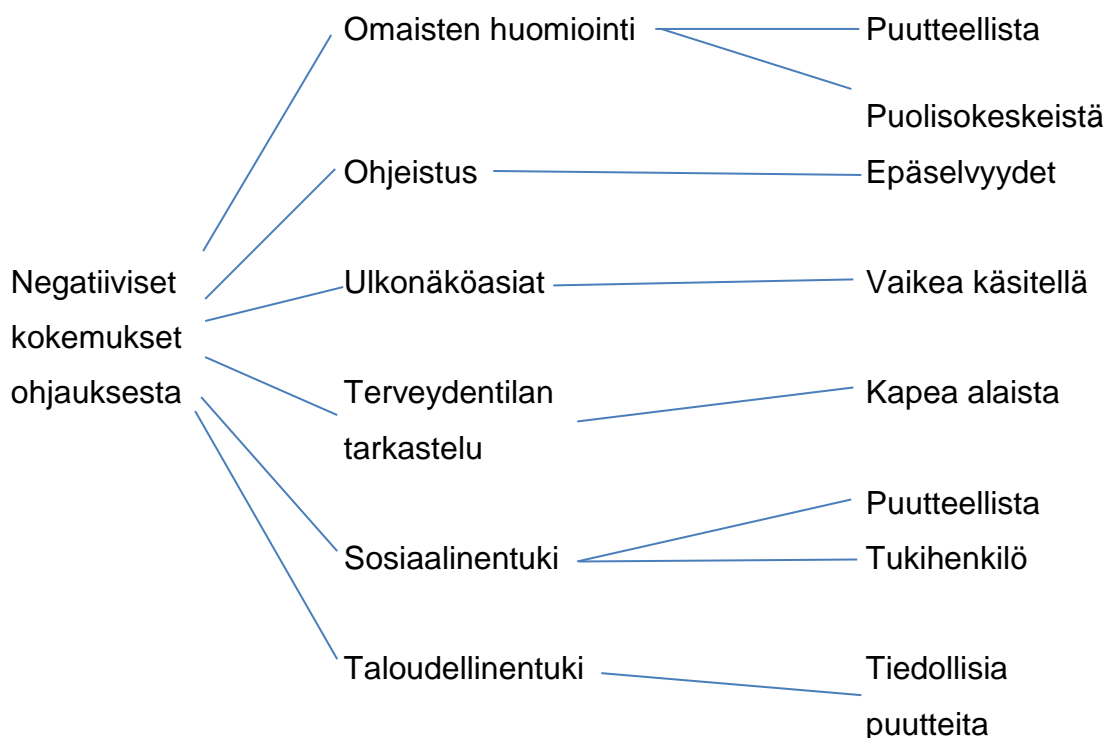 Omaisten huomiointi
Puutteellista
Puolisokeskeistä
Ohjeistus
Epäselvyydet
Negatiiviset
kokemukset
ohjauksesta
Ulkonäköasiat
Vaikea käsitellä
Terveydentilan
tarkastelu
Kapea alaista
Sosiaalinentuki
Puutteellista
Tukihenkilö
Taloudellinentuki
Tiedollisia
puutteita